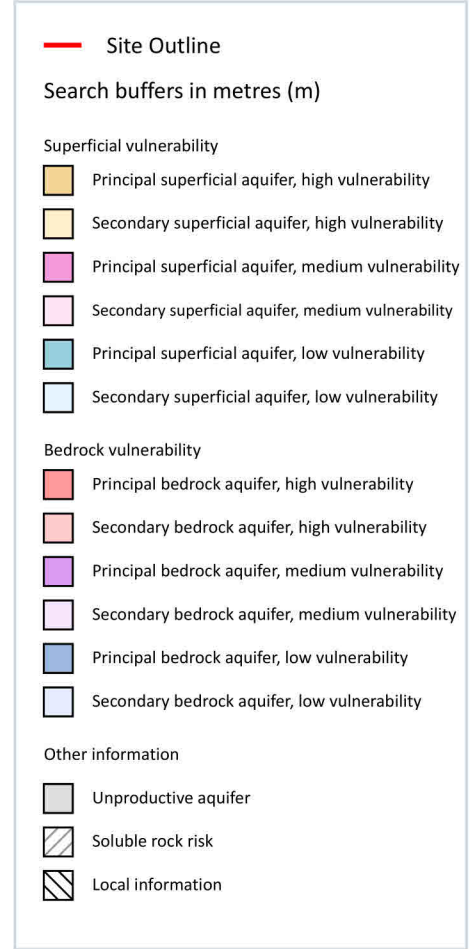 Site Outline
Search buffers in metres (m)
Superficial vulnerability
Principal superficial aquifer, high vulnerability
Secondary superficial aquifer, high vulnerability
Principal superficial aquifer, medium vulnerability
Secondary superficial aquifer, medium vulnerability
Principal superficial aquifer, low vulnerability
Secondary superficial aquifer, low vulnerability
Bedrock vulnerability
Principal bedrock aquifer, high vulnerability
Secondary bedrock aquifer, high vulnerability
Principal bedrock aquifer, medium vulnerability
Secondary bedrock aquifer, medium vulnerability
Principal bedrock aquifer, low vulnerability
Secondary bedrock aquifer, low vulnerability
Other information
Unproductive aquifer
Soluble rock risk
Local information